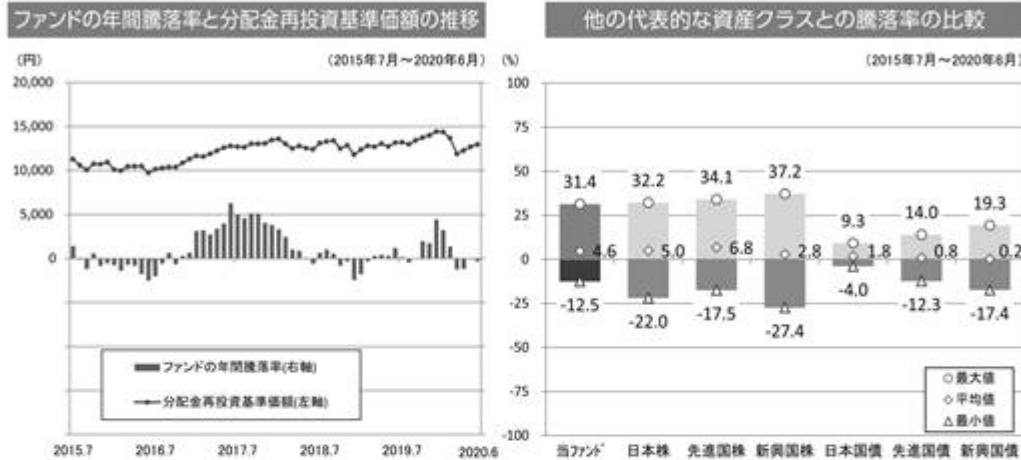 ファンドの年間騰落率と分配金再投資基準価額の推移
(円)
(2015年7月～2020年6月)
20,000
15,000
10,000
5,000
0
ファンドの年間騰落率(右軸)
分配金再投資基準価額(左軸)
2015.7 2016.7 2017.7 2018.7 2019.7 2020.6
他の代表的な資産クラスとの騰落率の比較
(%)
(2015年7月～2020年6月)
100
75
50
25
0
-25
-50
-75
-100
31.4 32.2 34.1 37.2 9.3 14.0 19.3
4.6 5.0 6.8 2.8 1.8 0.8 0.2
-12.5 -22.0 -17.5 -27.4 -4.0 -12.3 -17.4
最大値
平均値
最小値
当ファンド 日本株 先進国株 新興国株 日本国債 先進国債 新興国債